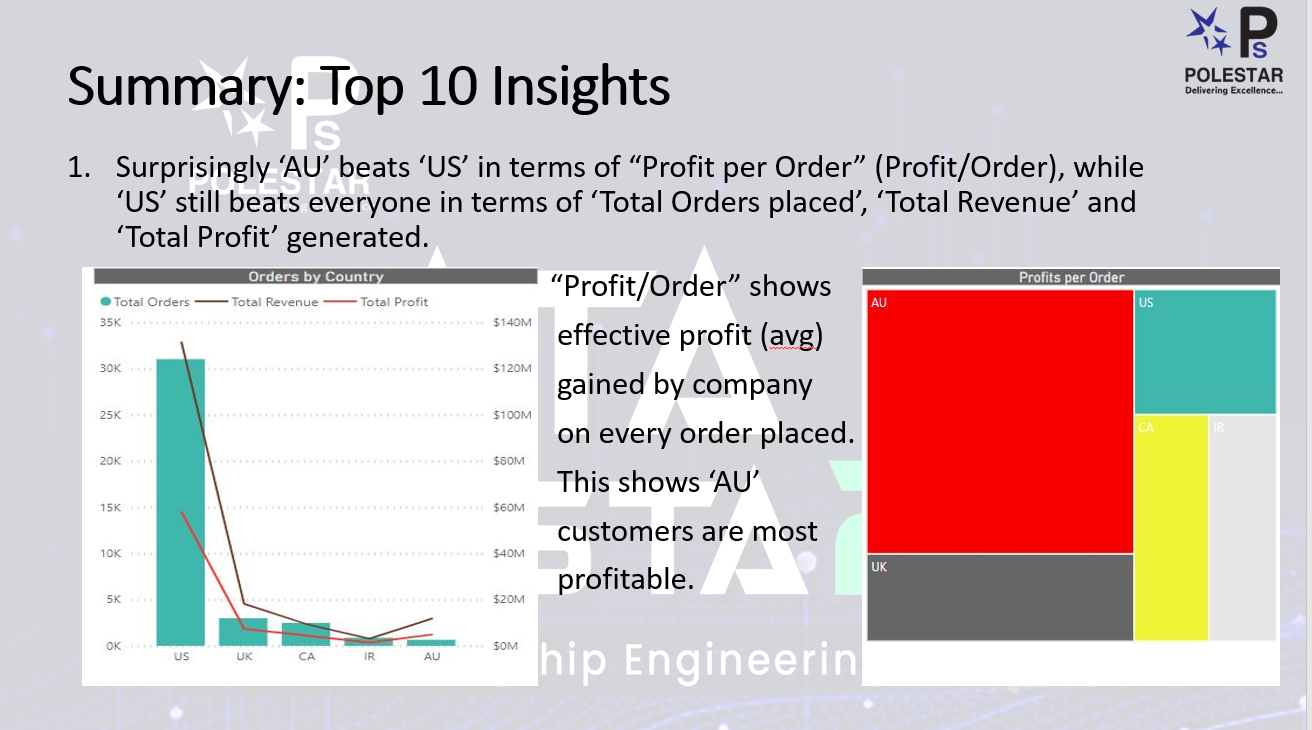 PS
POLESTAR
Delivering Excellence...
Summary: Top 10 Insights
PS
POLESTAR
1. Surprisingly ‘AU’ beats ‘US’ in terms of “Profit per Order” (Profit/Order), while
‘US’ still beats everyone in terms of ‘Total Orders placed’, ‘Total Revenue’ and
‘Total Profit’ generated.
Orders by Country
Total Orders Total Revenue Total Profit
35K $140M
30K $120M
25K $100M
20K $80M
15K $60M
10K $40M
5K $20M
0K $0M
US UK CA IR AU
“Profit/Order” shows
effective profit (avg)
gained by company
on every order placed.
This shows ‘AU’
customers are most
profitable.
Profits per Order
AU
US
CA
IR
UK
hip Engineerin